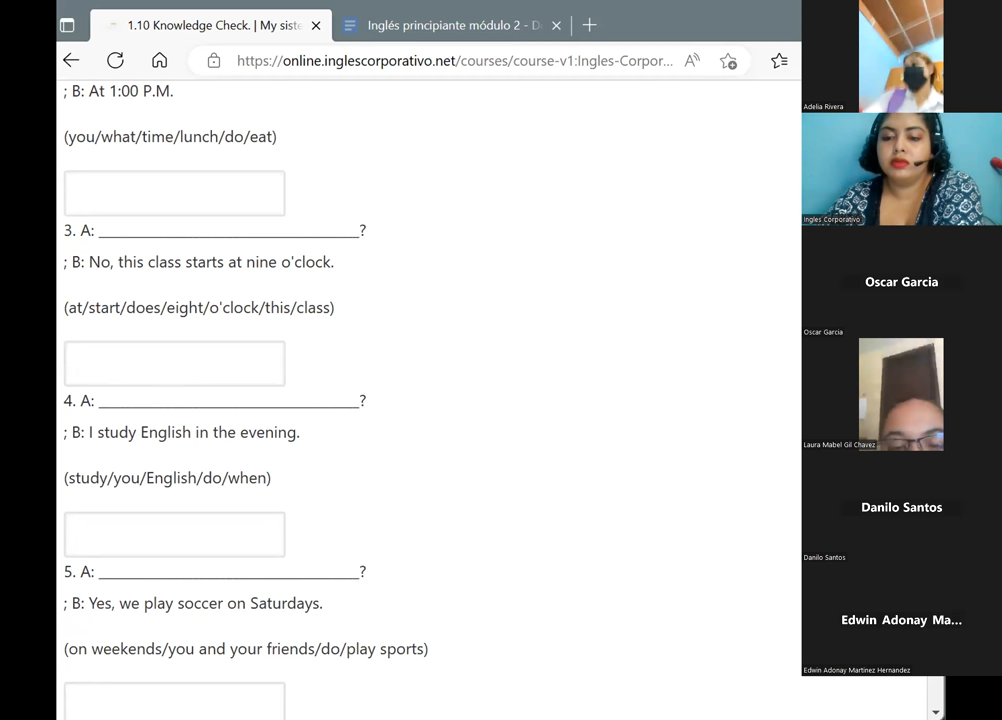 1.10 Knowledge Check. | My siste
Inglés principiante módulo 2 - D
https://online.inglescorporativo.net/courses/course-v1:Ingles-Corpor...
; B: At 1:00 P.M.
(you/what/time/lunch/do/eat)
3. A: ______________________________?
; B: No, this class starts at nine o'clock.
(at/start/does/eight/o'clock/this/class)
4. A: ______________________________?
; B: I study English in the evening.
(study/you/English/do/when)
5. A: ______________________________?
; B: Yes, we play soccer on Saturdays.
(on weekends/you and your friends/do/play sports)
Adelia Rivera
Ingles Corporativo
Oscar Garcia
Oscar Garcia
Laura Mabel Gil Chavez
Danilo Santos
Danilo Santos
Edwin Adonay Ma...
Edwin Adonay Martinez Hernandez